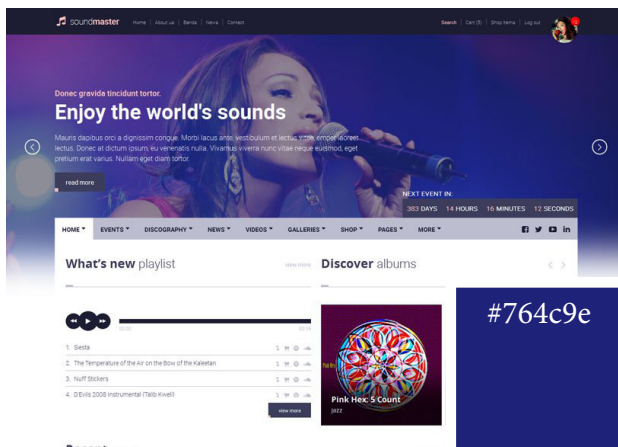 soundmaster
Home | About us | Bands | News | Contact
Search | Cart (5) | Shop items | Log out
Donec gravida tincidunt tortor.
Enjoy the world's sounds
Mauris dapibus orci a dignissim congue. Morbi lacus ante, vestibulum et lectus vitae, semper laoreet
lectus. Donec at dictum ipsum, eu venenatis nulla. Vivamus viverra nunc vitae neque euismod, eget
pretium erat varius. Nullam eget diam tortor.
read more
NEXT EVENT IN:
383 DAYS 14 HOURS 16 MINUTES 12 SECONDS
HOME EVENTS DISCOGRAPHY NEWS VIDEOS GALLERIES SHOP PAGES MORE
What's new playlist
view more
Discover albums
#764c9e
00:00
1. Siesta
2. The Temperature of the Air on the Bow of the Kaleetan
3. Nuff Stickers
4. D.Evils 2008 Instrumental (Talib Kweli)
view more
Pink Hex: 5 Count
jazz